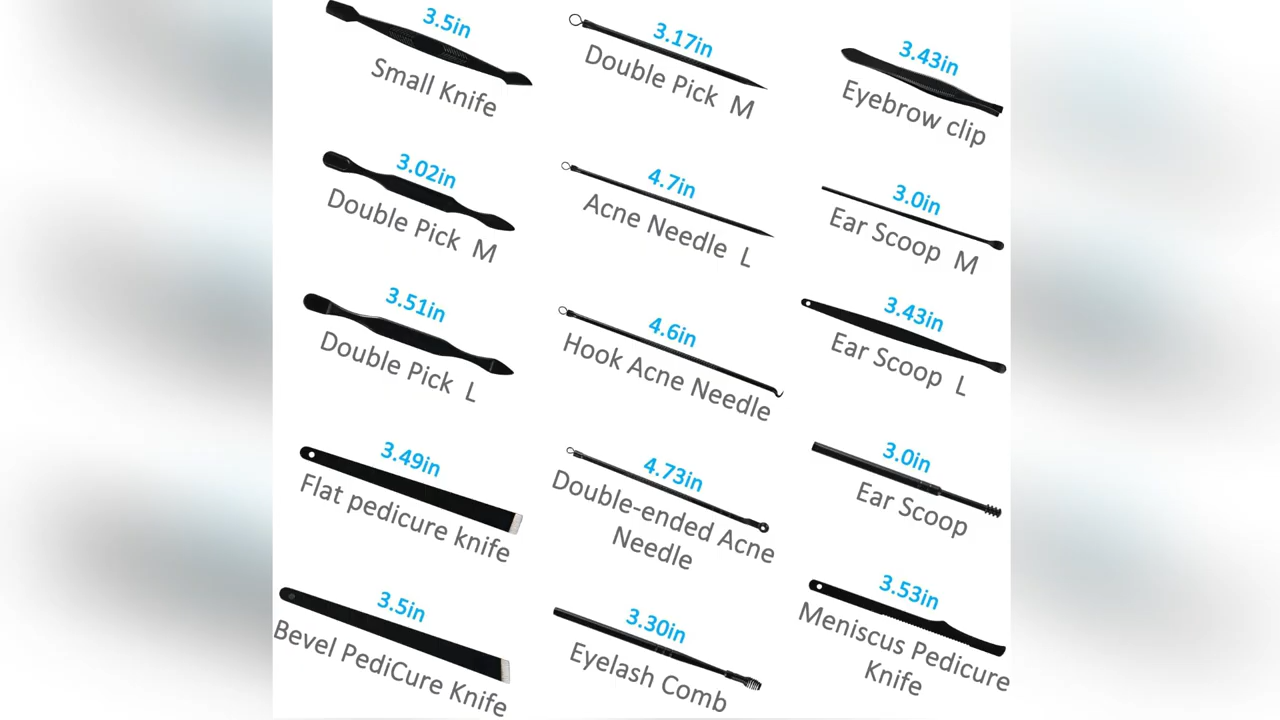 3.5in
Small Knife
3.17in
Double Pick M
3.43in
Eyebrow clip
3.02in
Double Pick M
4.7in
Acne Needle L
3.0in
Ear Scoop M
3.51in
Double Pick L
4.6in
Hook Acne Needle
3.43in
Ear Scoop L
3.49in
Flat pedicure knife
4.73in
Double-ended Acne
Needle
3.0in
Ear Scoop
3.5in
Bevel PediCure Knife
3.30in
Eyelash Comb
3.53in
Meniscus Pedicure
Knife